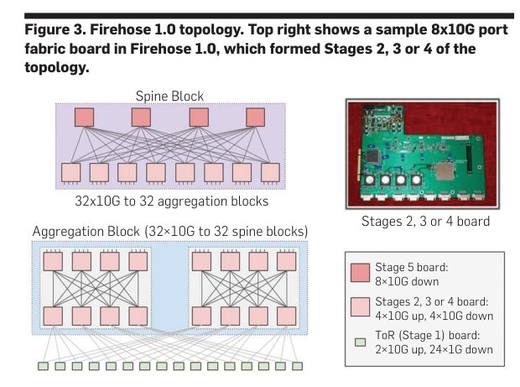 Figure 3. Firehose 1.0 topology. Top right shows a sample 8x10G port
fabric board in Firehose 1.0, which formed Stages 2, 3 or 4 of the
topology.
Spine Block
32x10G to 32 aggregation blocks
Stages 2, 3 or 4 board
Aggregation Block (32×10G to 32 spine blocks)
Stage 5 board:
8×10G down
Stages 2, 3 or 4 board:
4×10G up, 4×10G down
ToR (Stage 1) board:
2×10G up, 24×1G down